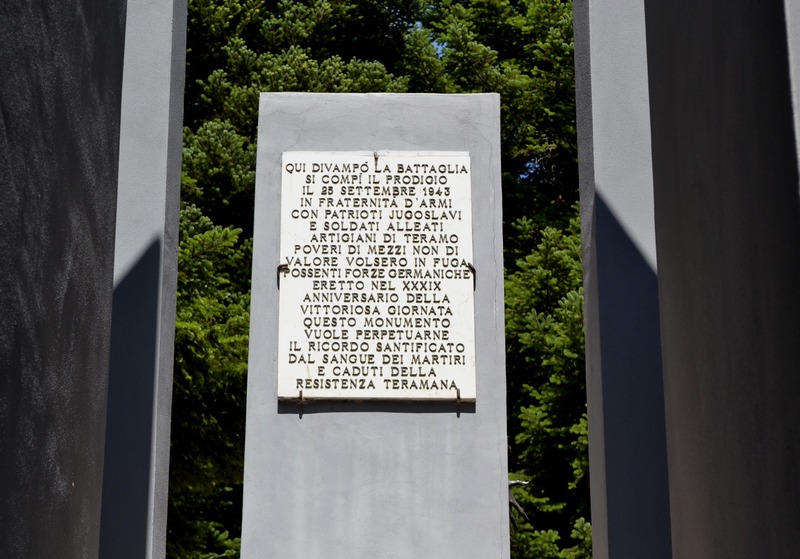 QUI DIVAMPÓ LA BATTAGLIA
SI COMPÍ IL PRODIGIO
IL 25 SETTEMBRE 1943
IN FRATERNITÀ D'ARMI
CON PATRIOTI JUGOSLAVI
E SOLDATI ALLEATI
ARTIGIANI DI TERAMO
POVERI DI MEZZI NON DI
VALORE VOLSERO IN FUGA
POSSENTI FORZE GERMANICHE
ERETTO NEL XXXIX
ANNIVERSARIO DELLA
VITTORIOSA GIORNATA
QUESTO MONUMENTO
VUOLE PERPETUARNE
IL RICORDO SANTIFICATO
DAL SANGUE DEI MARTIRI
E CADUTI DELLA
RESISTENZA TERAMANA